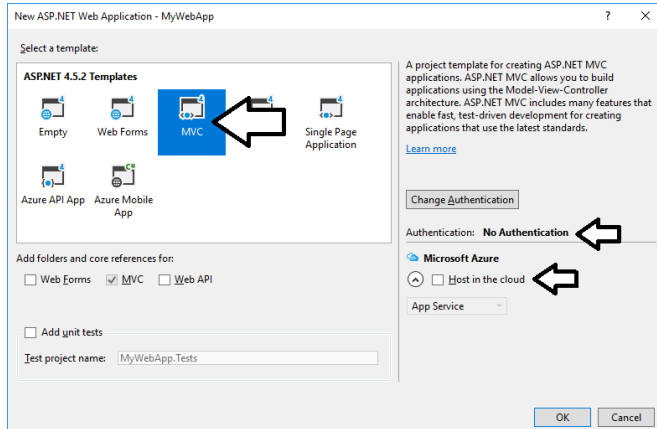 New ASP.NET Web Application - MyWebApp
Select a template:
ASP.NET 4.5.2 Templates
Empty
Web Forms
MVC
Single Page
Application
Azure API App
Azure Mobile
App
Add folders and core references for:
Web Forms
MVC
Web API
Add unit tests
Test project name:
MyWebApp.Tests
A project template for creating ASP.NET MVC
applications. ASP.NET MVC allows you to build
applications using the Model-View-Controller
architecture. ASP.NET MVC includes many features that
enable fast, test-driven development for creating
applications that use the latest standards.
Learn more
Change Authentication
Authentication: No Authentication
Microsoft Azure
Host in the cloud
App Service
OK
Cancel